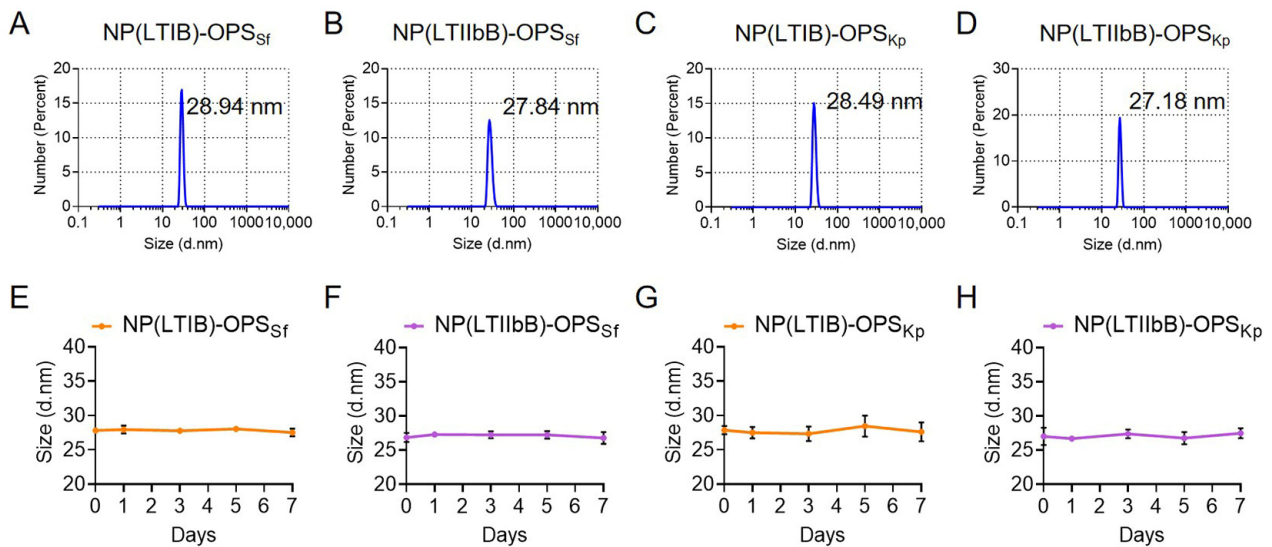 A
NP(LTIB)-OPSSf
Number (Percent)
20
15
10
5
0
28.94 nm
0.1 1 10 100 1000 10,000
Size (d.nm)
B
NP(LTIIbB)-OPSSf
Number (Percent)
20
15
10
5
0
27.84 nm
0.1 1 10 100 1000 10,000
Size (d.nm)
C
NP(LTIB)-OPSKp
Number (Percent)
20
15
10
5
0
28.49 nm
0.1 1 10 100 1000 10,000
Size (d.nm)
D
NP(LTIIbB)-OPSKp
Number (Percent)
30
20
10
0
27.18 nm
0.1 1 10 100 1000 10,000
Size (d.nm)
E
NP(LTIB)-OPSSf
Size (d.nm)
40
35
30
25
20
0 1 2 3 4 5 6 7
Days
F
NP(LTIIbB)-OPSSf
Size (d.nm)
40
35
30
25
20
0 1 2 3 4 5 6 7
Days
G
NP(LTIB)-OPSKp
Size (d.nm)
40
35
30
25
20
0 1 2 3 4 5 6 7
Days
H
NP(LTIIbB)-OPSKp
Size (d.nm)
40
35
30
25
20
0 1 2 3 4 5 6 7
Days